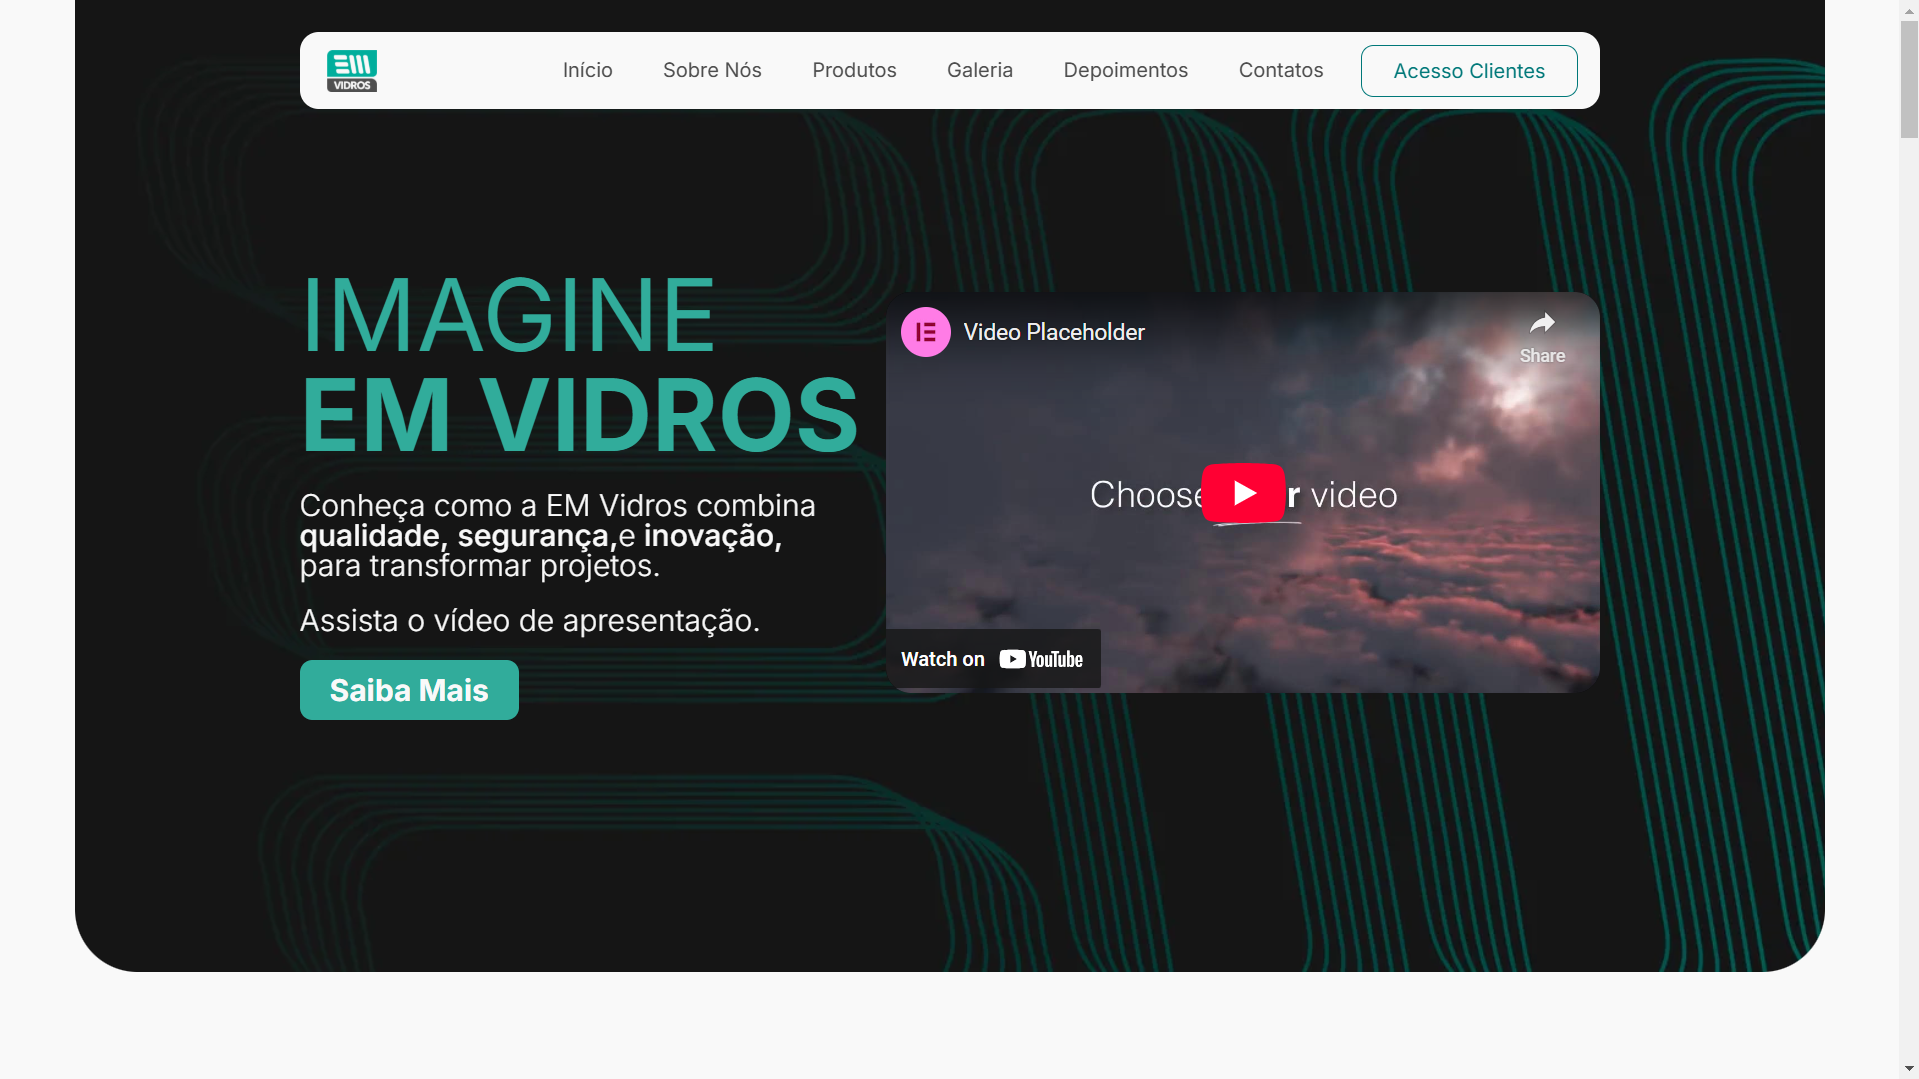 EM
VIDROS
Início
Sobre Nós
Produtos
Galeria
Depoimentos
Contatos
Acesso Clientes
IMAGINE
EM VIDROS
Conheça como a EM Vidros combina
qualidade, segurança,e inovação,
para transformar projetos.
Assista o vídeo de apresentação.
Saiba Mais
Video Placeholder
Share
Choose r video
Watch on YouTube